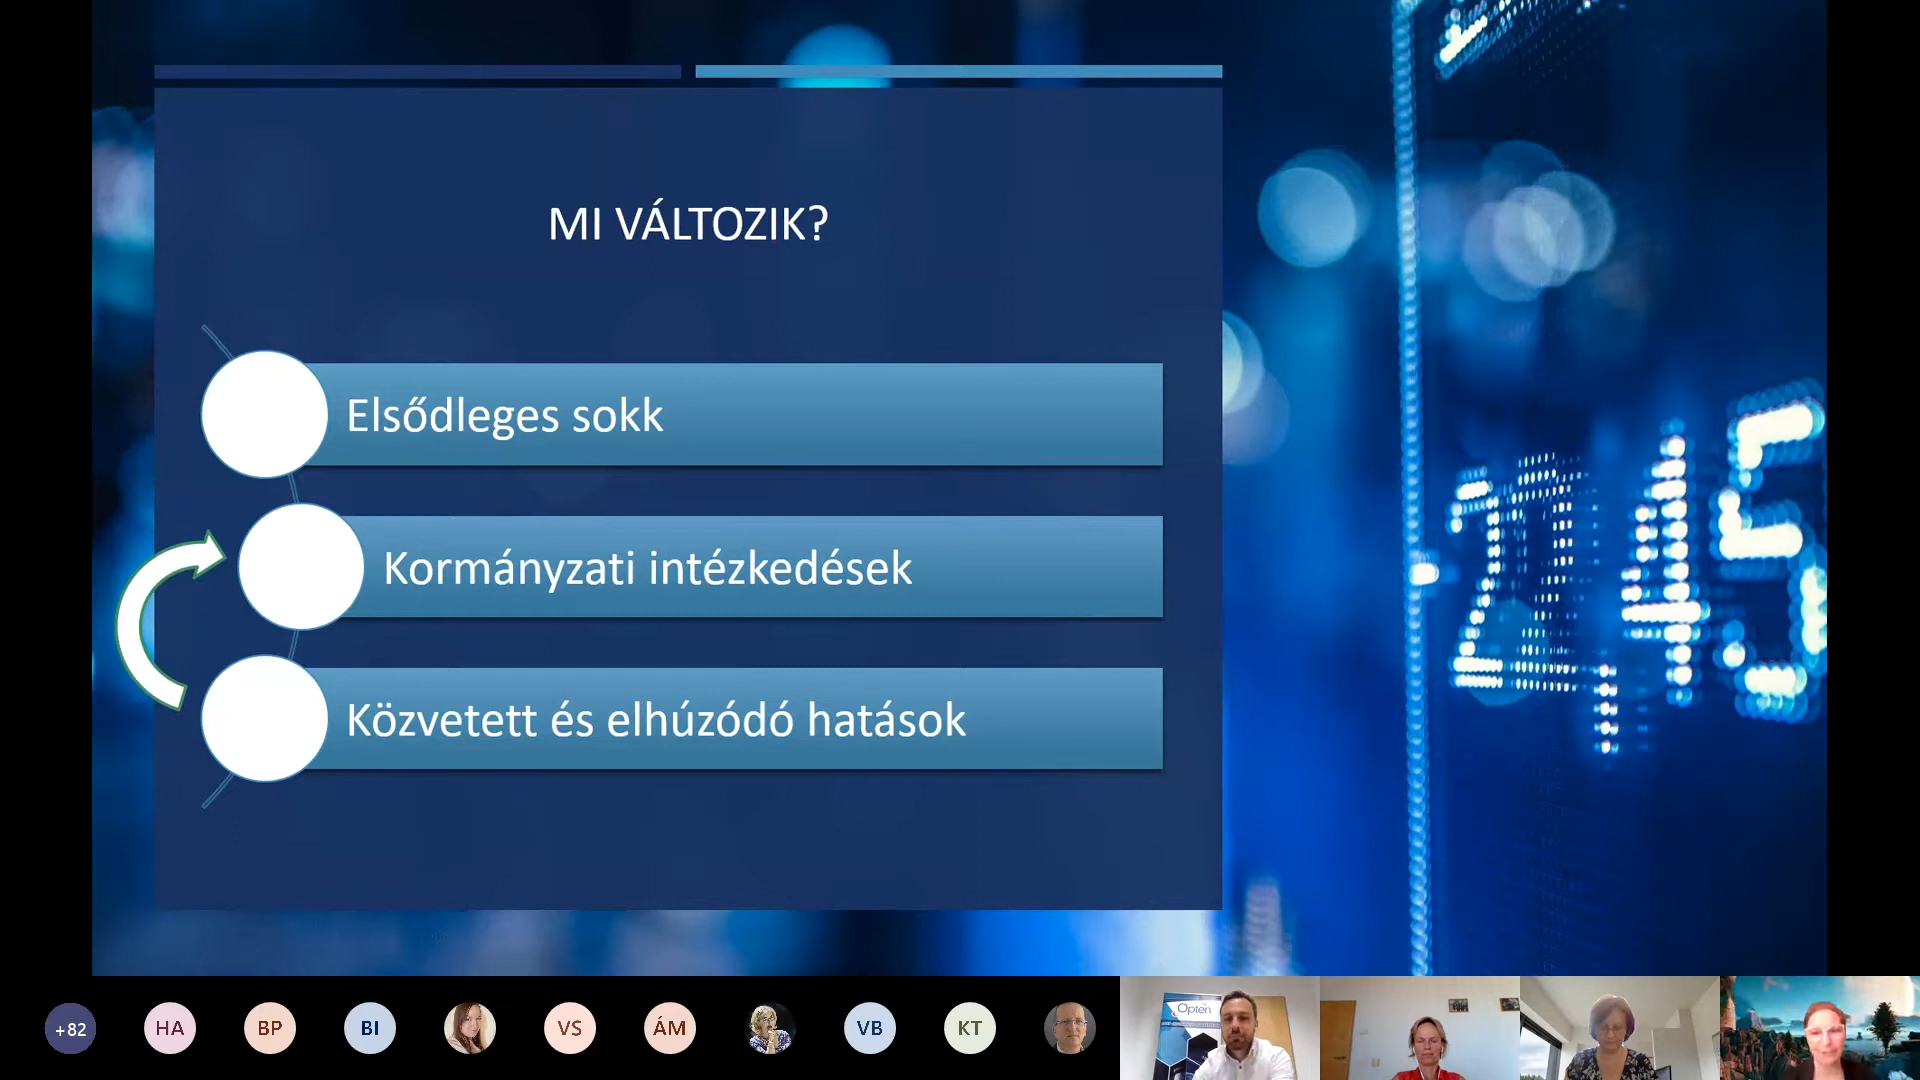 MI VÁLTOZIK?
Elsődleges sokk
Kormányzati intézkedések
Közvetett és elhúzódó hatások
45
+82
HA
BP
BI
VS
ÁM
VB
KT
Opten